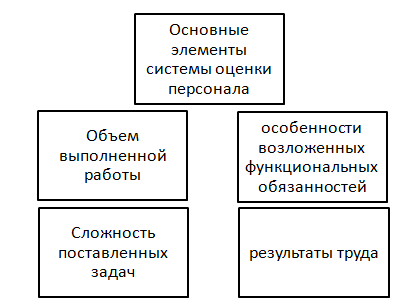 Основные
элементы
системы оценки
персонала
Объем
выполненной
работы
особенности
возложенных
функциональных
обязанностей
Сложность
поставленных
задач
результаты труда